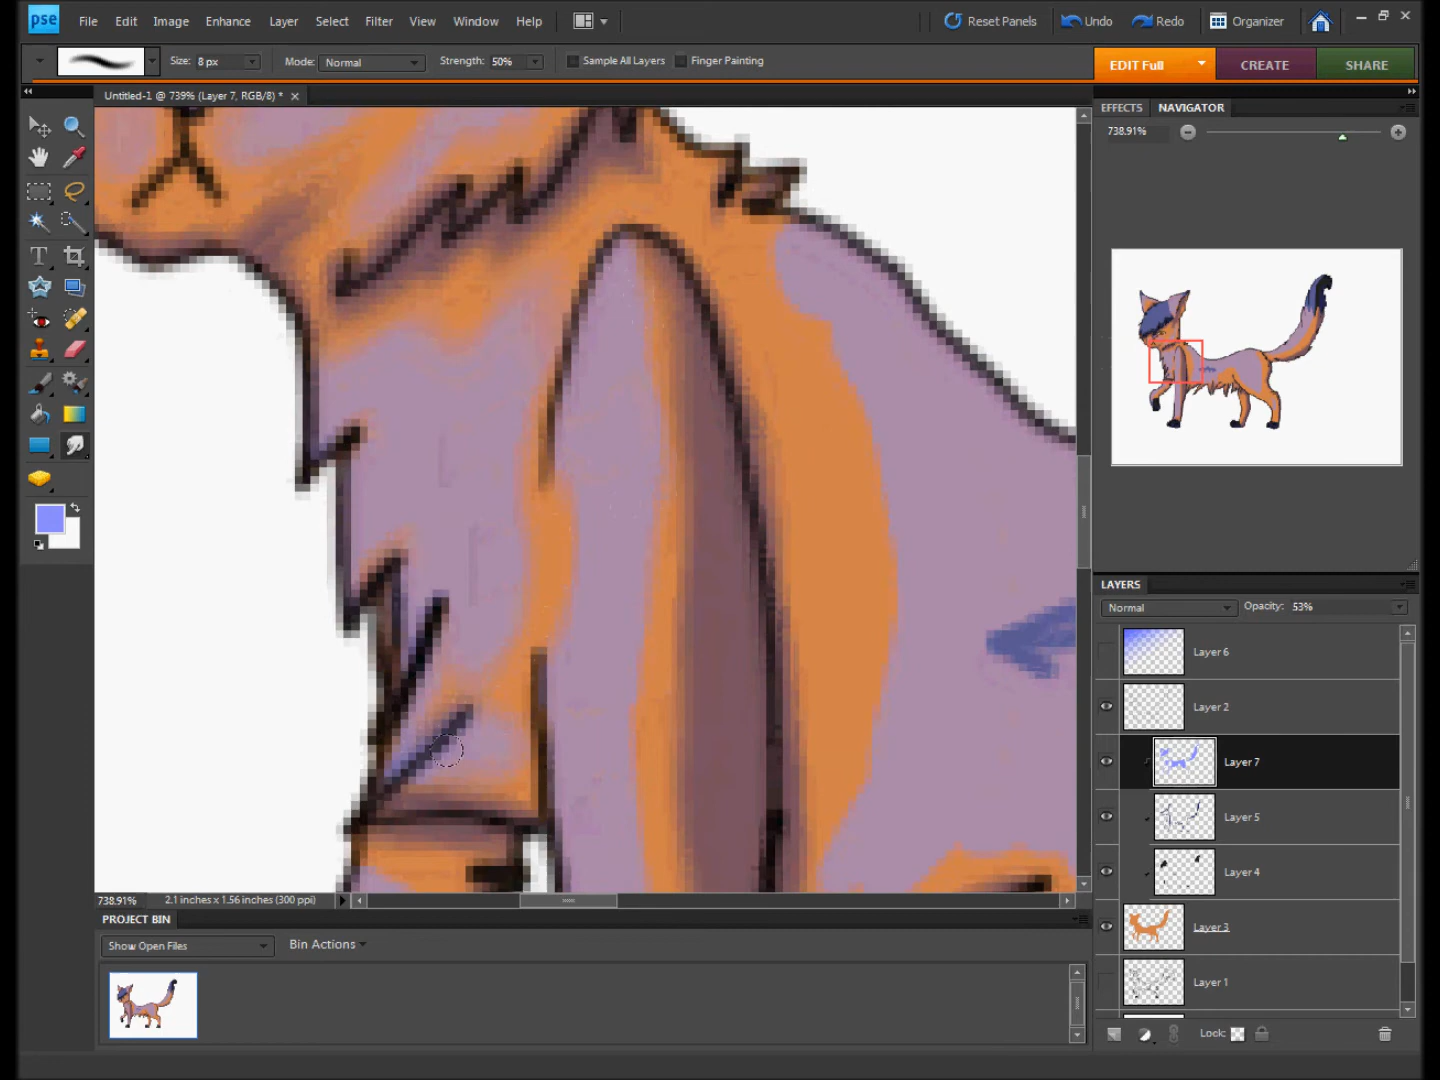 pse File Edit Image Enhance Layer Select Filter View Window Help Reset Panels Undo Redo Organizer
Size: 8 px Mode: Normal Strength: 50% Sample All Layers Finger Painting EDIT Full CREATE SHARE
Untitled-1 @ 739% (Layer 7, RGB/8) * ×
EFFECTS NAVIGATOR
738.91%
T
LAYERS
Normal Opacity: 53%
Layer 6
Layer 2
Layer 7
Layer 5
Layer 4
Layer 3
Layer 1
Lock:
738.91% 2.1 inches x 1.56 inches (300 ppi)
PROJECT BIN
Show Open Files Bin Actions